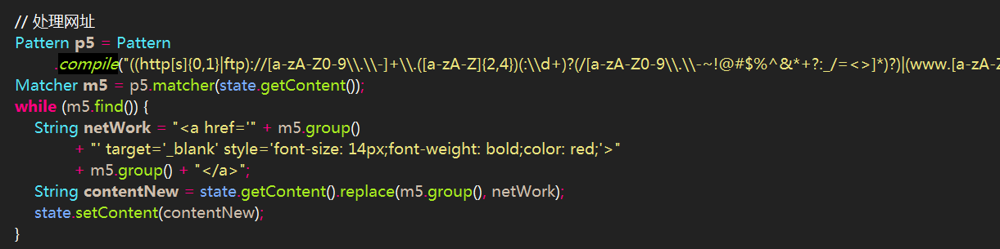 // 处理网址
Pattern p5 = Pattern
.compile("((http[s]{0,1}|ftp)://[a-zA-Z0-9\\.\\-]+\\.([a-zA-Z]{2,4})(:\\d+)?(/[a-zA-Z0-9\\.\\-~!@#$%^&*+?:_/=<>]*)?)|(www.[a-zA-Z
Matcher m5 = p5.matcher(state.getContent());
while (m5.find()) {
String netWork = "<a href='" + m5.group()
+ "' target='_blank' style='font-size: 14px;font-weight: bold;color: red;'>"
+ m5.group() + "</a>";
String contentNew = state.getContent().replace(m5.group(), netWork);
state.setContent(contentNew);
}